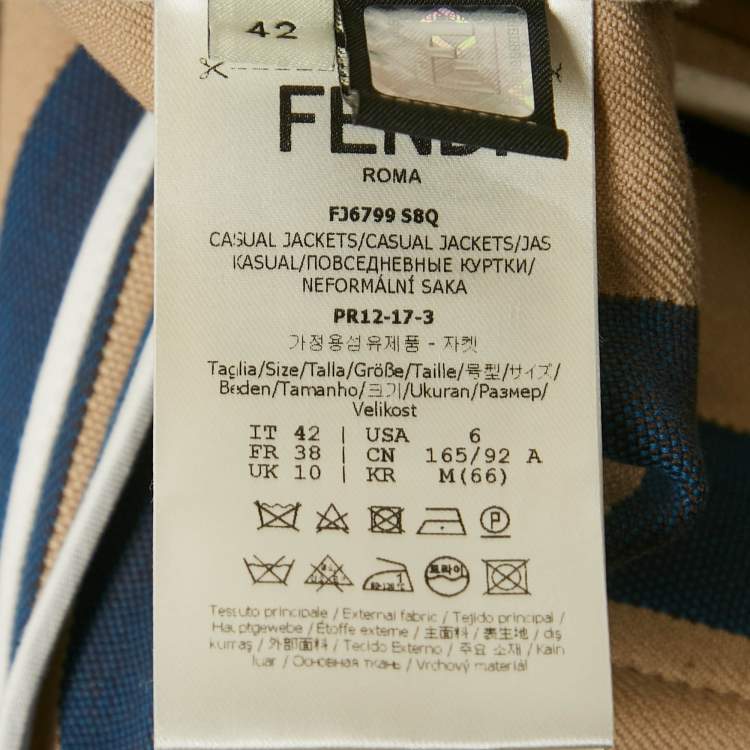 42
FENDI
ROMA
FJ6799 S8Q
CASUAL JACKETS/CASUAL JACKETS/JAS
KASUAL/ПОВСЕДНЕВНЫЕ КУРТКИ/
NEFORMÁLNÍ SAKA
PR12-17-3
가정용섬유제품 - 자켓
Taglia/Size/Talla/Größe/Taille/号型/サイズ/
Beden/Tamanho/크기/Ukuran/Размер/
Velikost
IT 42 | USA 6
FR 38 | CN 165/92 A
UK 10 | KR M(66)
P
드라이
Tessuto principale / External fabric / Tejido principal /
Hauptgewebe / Étoffe externe / 主面料 / 表生地 / dış
kumaş / 外部面料 / Tecido Externo / 주요 소재 / Kain
luar / Основная ткань / Vrchový materiál